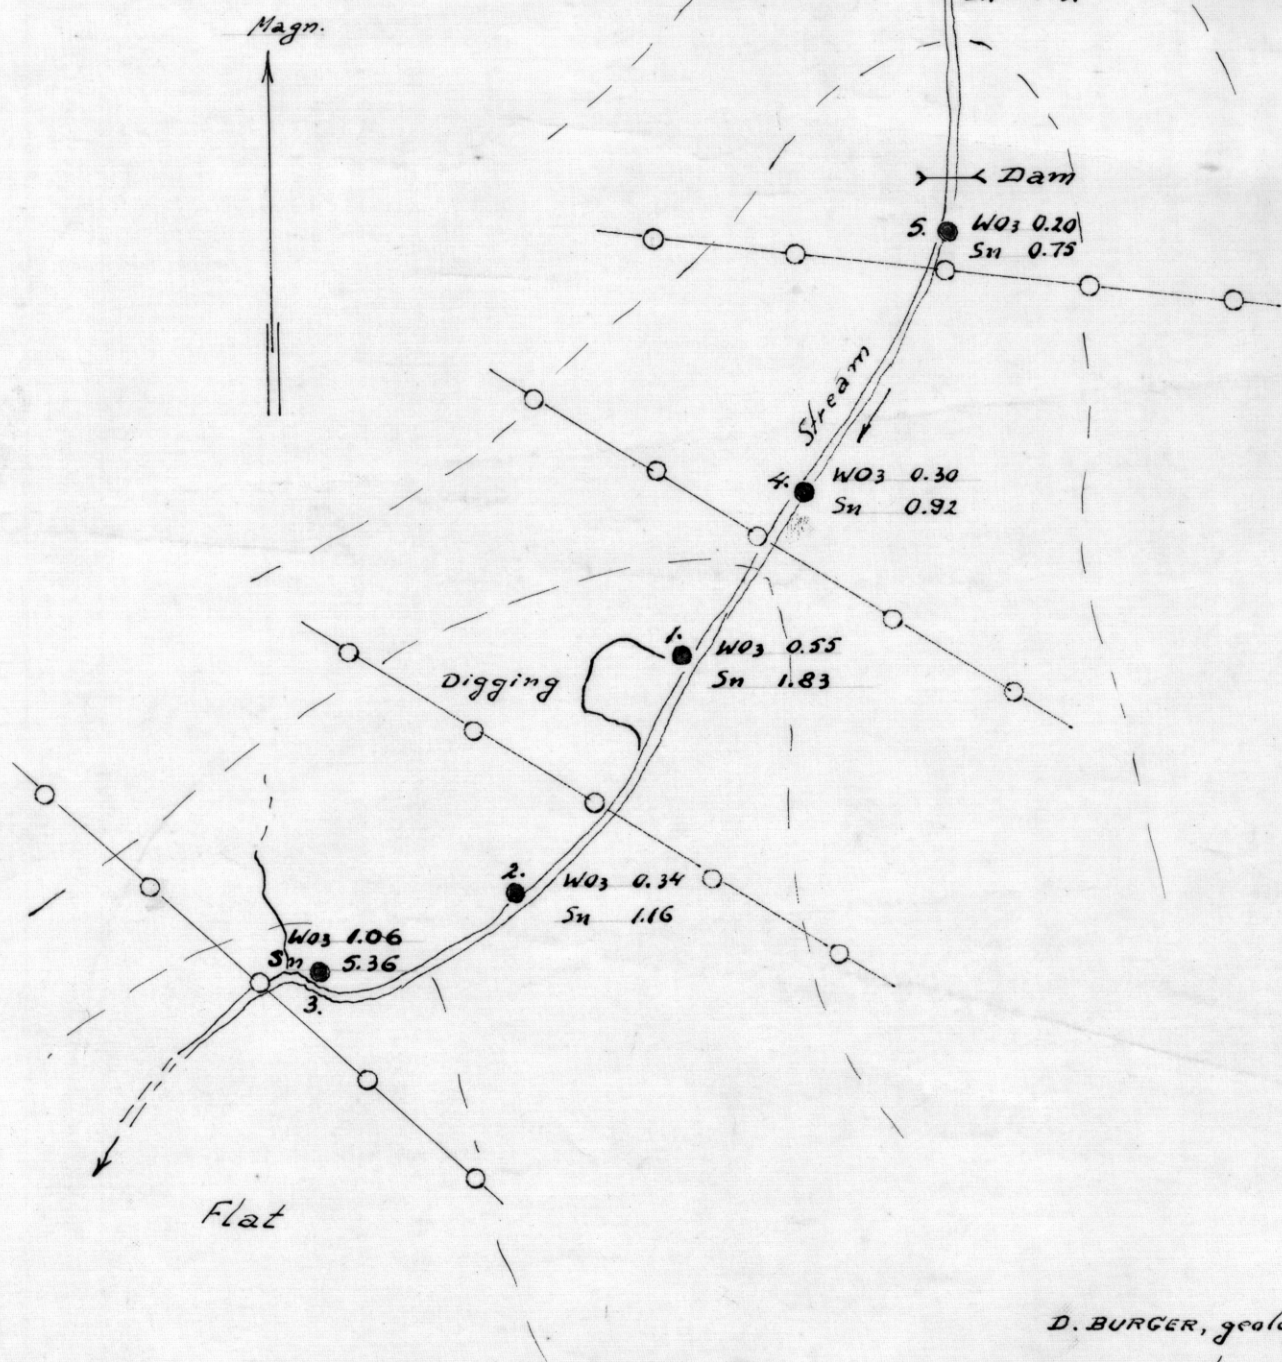 Magn.
Dam
5. WO3 0.20
Sn 0.75
Stream
4. WO3 0.30
Sn 0.92
1. WO3 0.55
Sn 1.83
Digging
2. WO3 0.34
Sn 1.16
WO3 1.06
Sn 5.36
3.
Flat
D. BURGER,